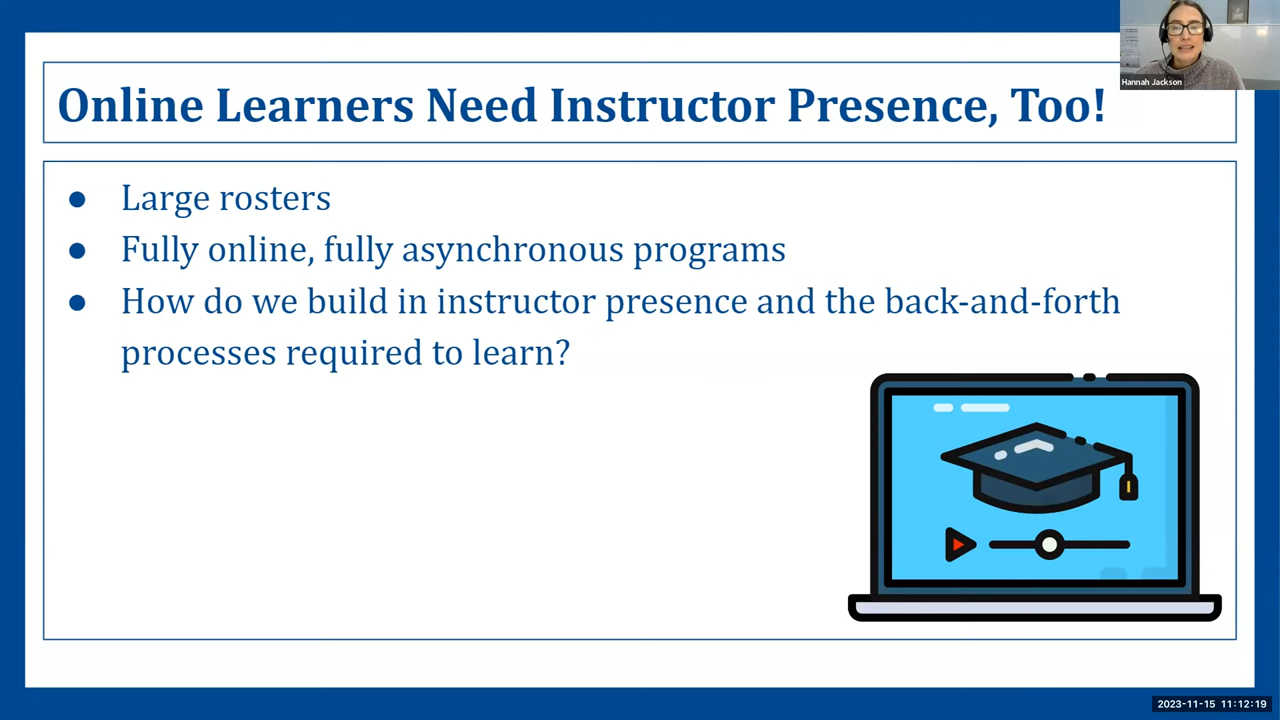 Online Learners Need Instructor Presence, Too!
Hannah Jackson
● Large rosters
● Fully online, fully asynchronous programs
● How do we build in instructor presence and the back-and-forth
processes required to learn?
2023-11-15 11:12:19